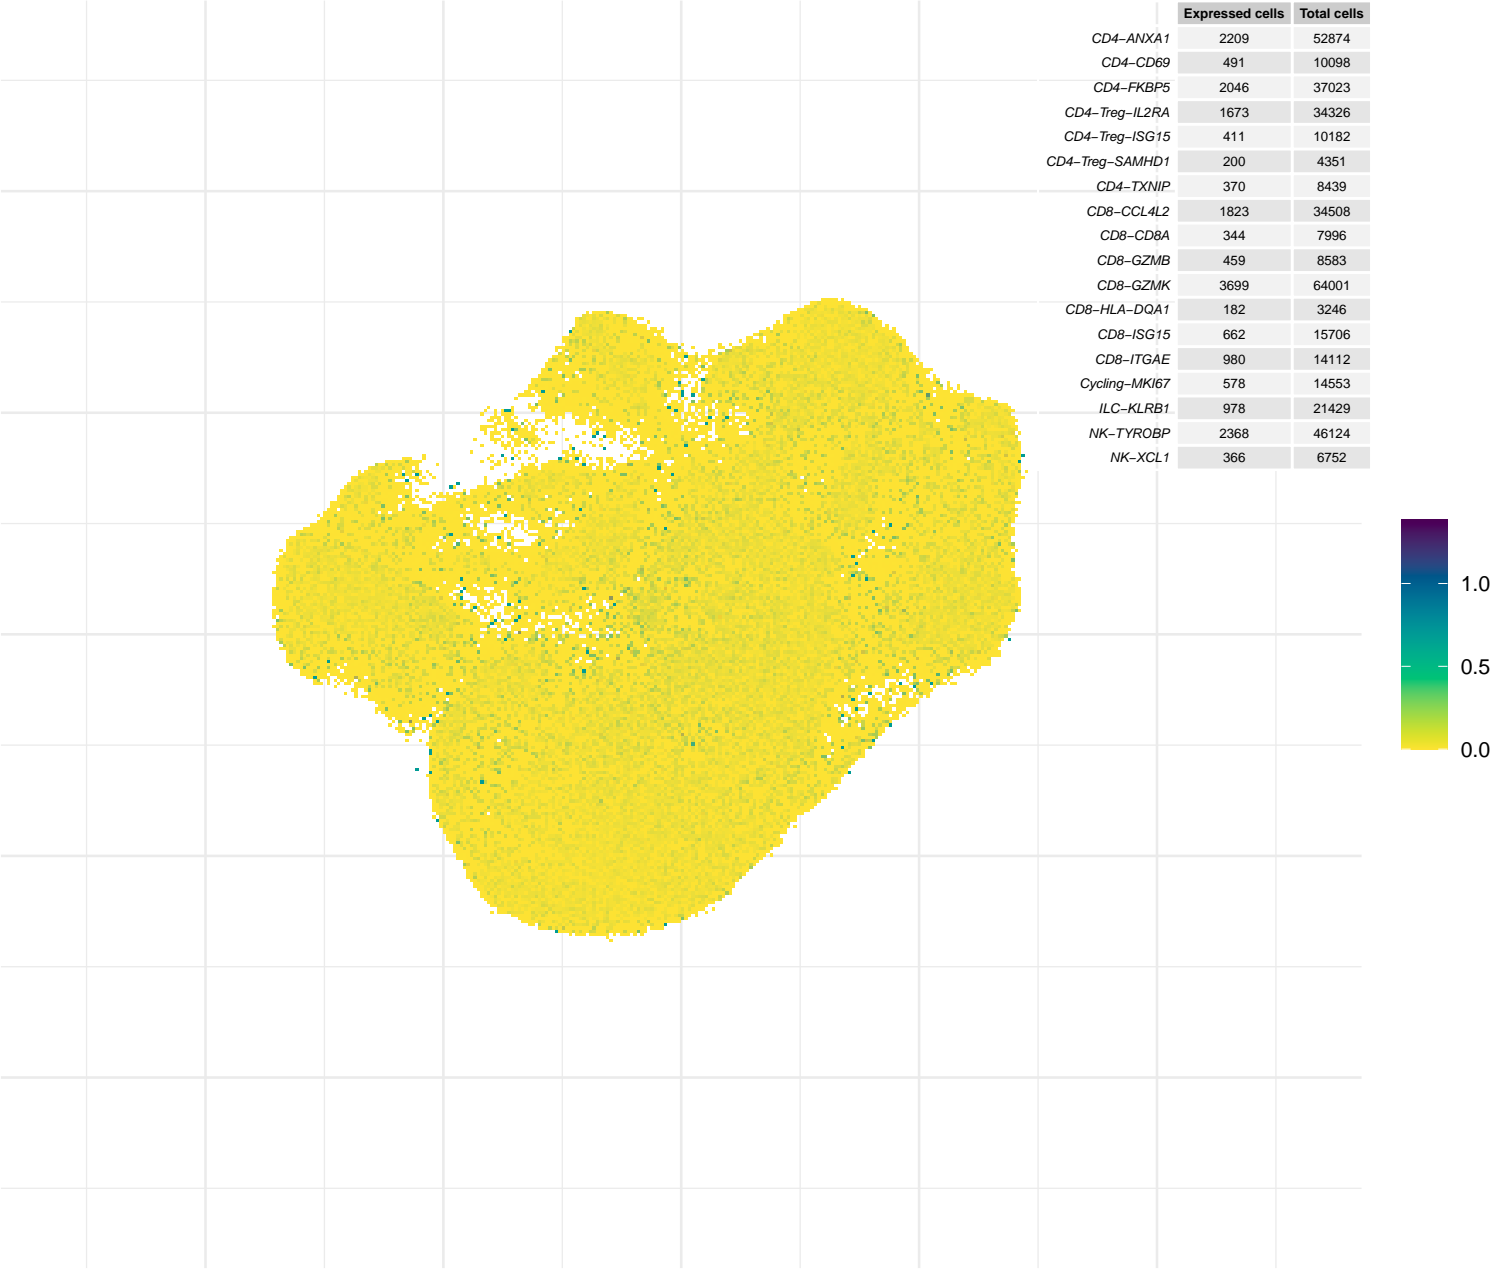 Expressed cells Total cells
CD4−ANXA1 2209 52874
CD4−CD69 491 10098
CD4−FKBP5 2046 37023
CD4−Treg−IL2RA 1673 34326
CD4−Treg−ISG15 411 10182
CD4−Treg−SAMHD1 200 4351
CD4−TXNIP 370 8439
CD8−CCL4L2 1823 34508
CD8−CD8A 344 7996
CD8−GZMB 459 8583
CD8−GZMK 3699 64001
CD8−HLA−DQA1 182 3246
CD8−ISG15 662 15706
CD8−ITGAE 980 14112
Cycling−MKI67 578 14553
ILC−KLRB1 978 21429
NK−TYROBP 2368 46124
NK−XCL1 366 6752
1.0
0.5
0.0